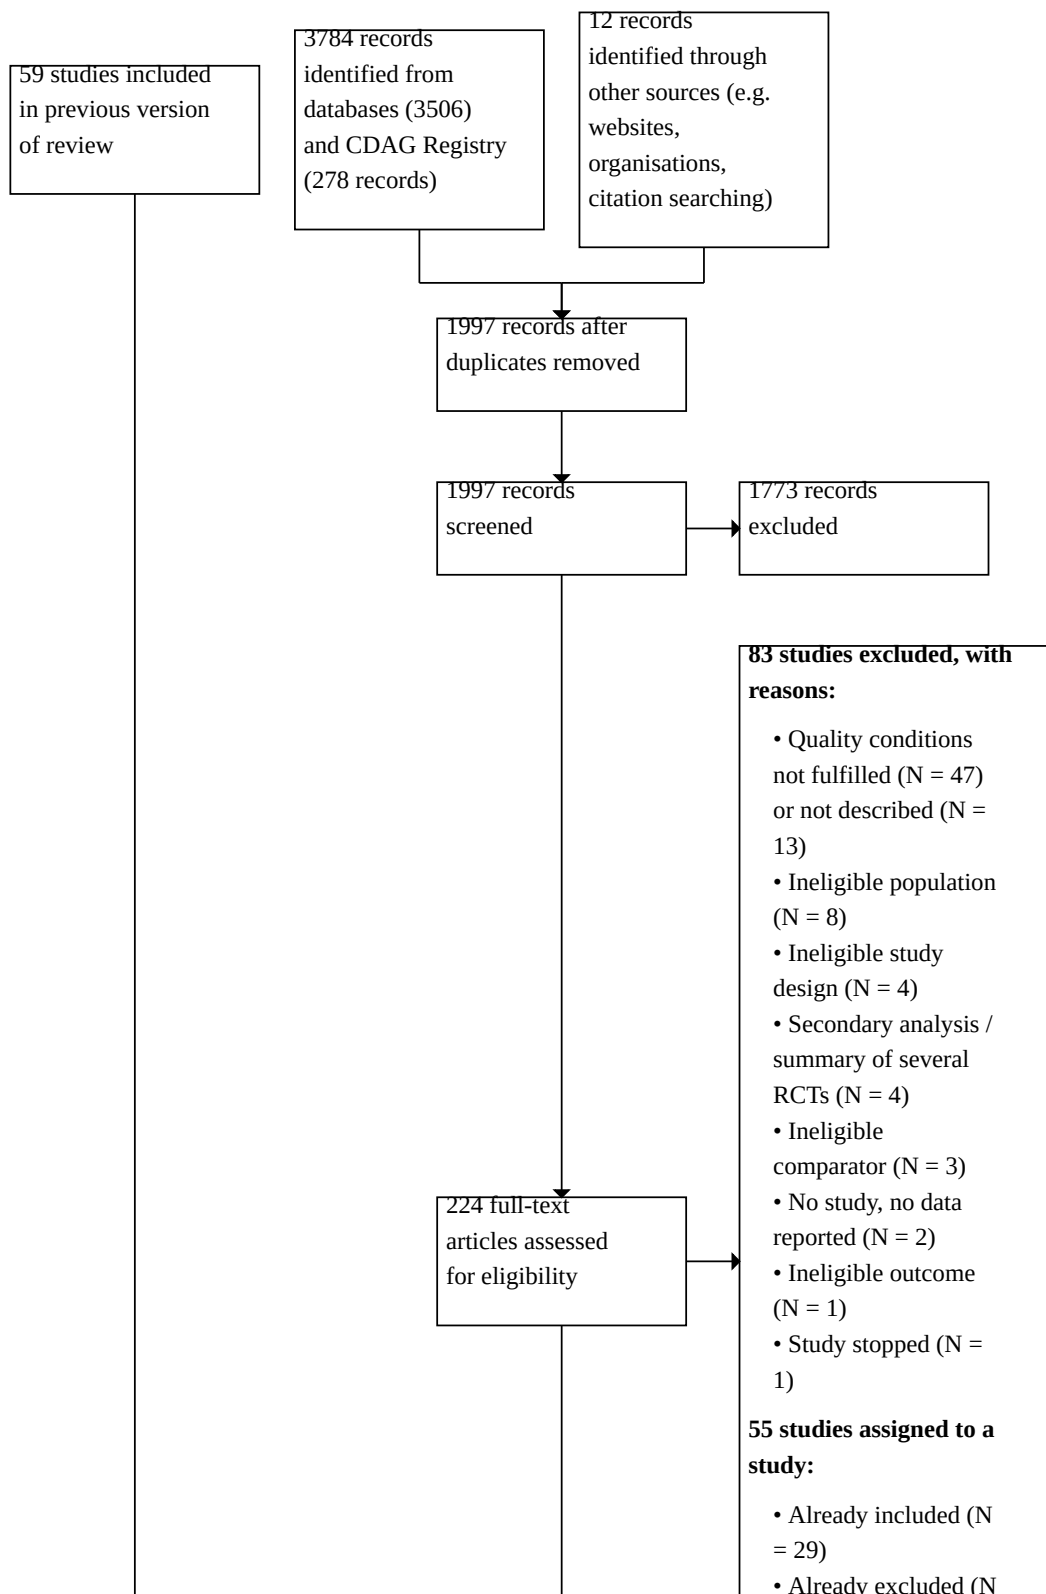 59 studies included
in previous version
of review
3784 records
identified from
databases (3506)
and CDAG Registry
(278 records)
12 records
identified through
other sources (e.g.
websites,
organisations,
citation searching)
1997 records after
duplicates removed
1997 records
screened
1773 records
excluded
83 studies excluded, with
reasons:
• Quality conditions
not fulfilled (N = 47)
or not described (N =
13)
• Ineligible population
(N = 8)
• Ineligible study
design (N = 4)
• Secondary analysis /
summary of several
RCTs (N = 4)
• Ineligible
comparator (N = 3)
• No study, no data
reported (N = 2)
• Ineligible outcome
(N = 1)
• Study stopped (N =
1)
224 full-text
articles assessed
for eligibility
55 studies assigned to a
study:
• Already included (N
= 29)
• Already excluded (N